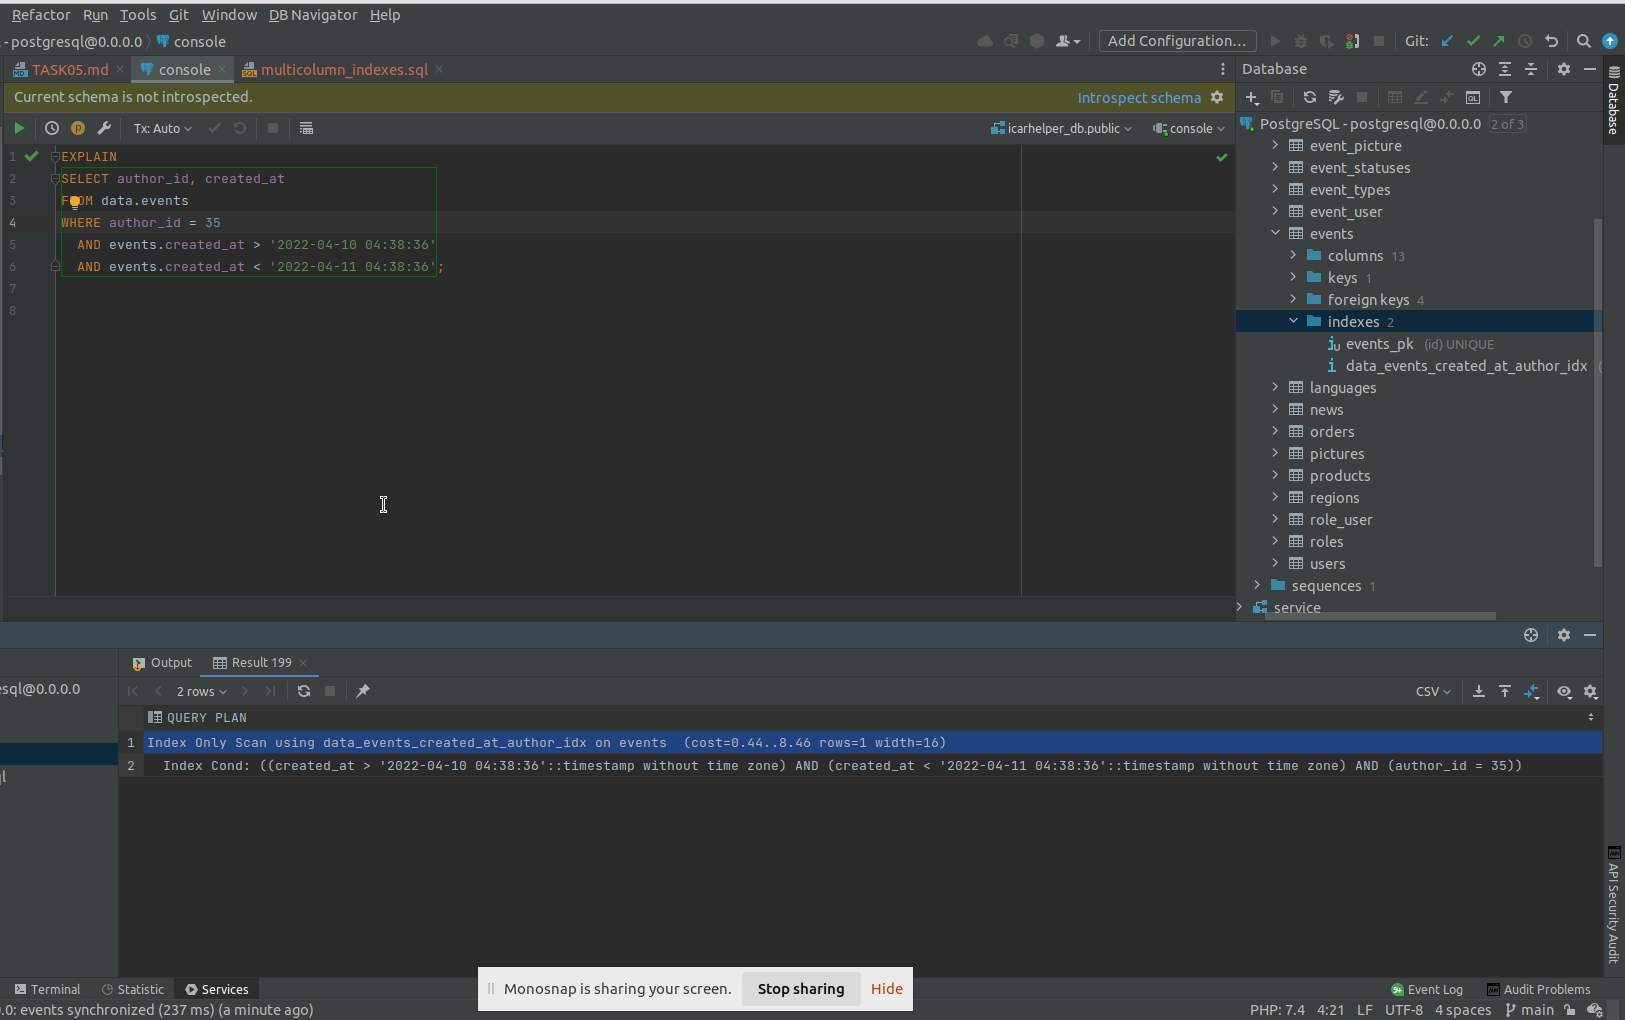 Refactor Run Tools Git Window DB Navigator Help
- postgresql@0.0.0.0 console
Add Configuration... Git:
TASK05.md console multicolumn_indexes.sql
Database
Current schema is not introspected. Introspect schema
Tx: Auto icarhelper_db.public console
PostgreSQL - postgresql@0.0.0.0 2 of 3
1 EXPLAIN
2 SELECT author_id, created_at
3 FROM data.events
4 WHERE author_id = 35
5 AND events.created_at > '2022-04-10 04:38:36'
6 AND events.created_at < '2022-04-11 04:38:36';
7
8
event_picture
event_statuses
event_types
event_user
events
columns 13
keys 1
foreign keys 4
indexes 2
events_pk (id) UNIQUE
data_events_created_at_author_idx (
languages
news
orders
pictures
products
regions
role_user
roles
users
sequences 1
service
Database
API Security Audit
Output Result 199
sql@0.0.0.0
2 rows CSV
QUERY PLAN
1 Index Only Scan using data_events_created_at_author_idx on events (cost=0.44..8.46 rows=1 width=16)
2 Index Cond: ((created_at > '2022-04-10 04:38:36'::timestamp without time zone) AND (created_at < '2022-04-11 04:38:36'::timestamp without time zone) AND (author_id = 35))
Terminal Statistic Services
Monosnap is sharing your screen. Stop sharing Hide
Event Log Audit Problems
.0: events synchronized (237 ms) (a minute ago)
PHP: 7.4 4:21 LF UTF-8 4 spaces main